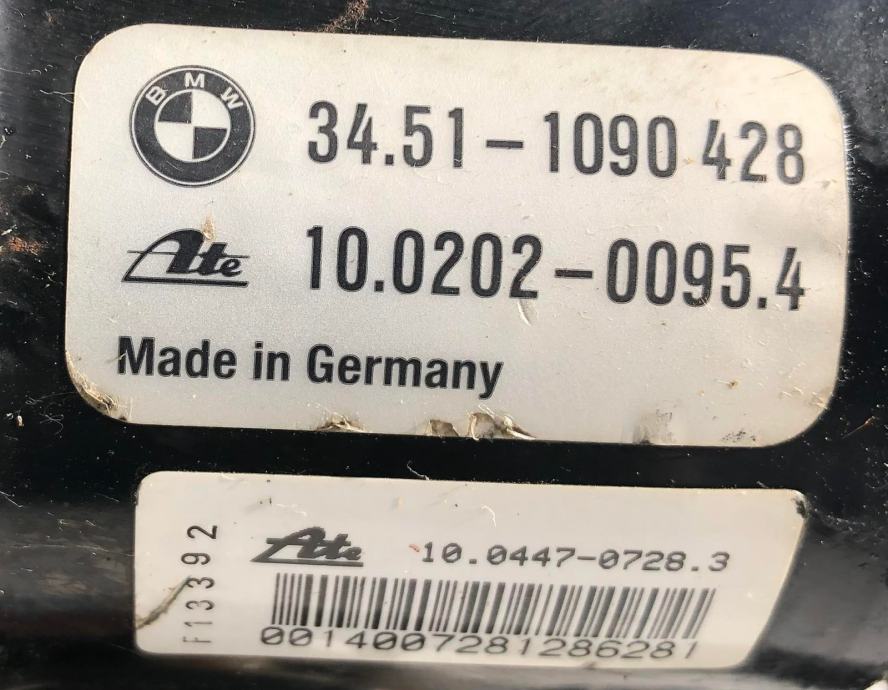 BMW 34.51-1090 428
Ate 10.0202-0095.4
Made in Germany
F13392
Ate 10.0447-0728.3
0014007281286281